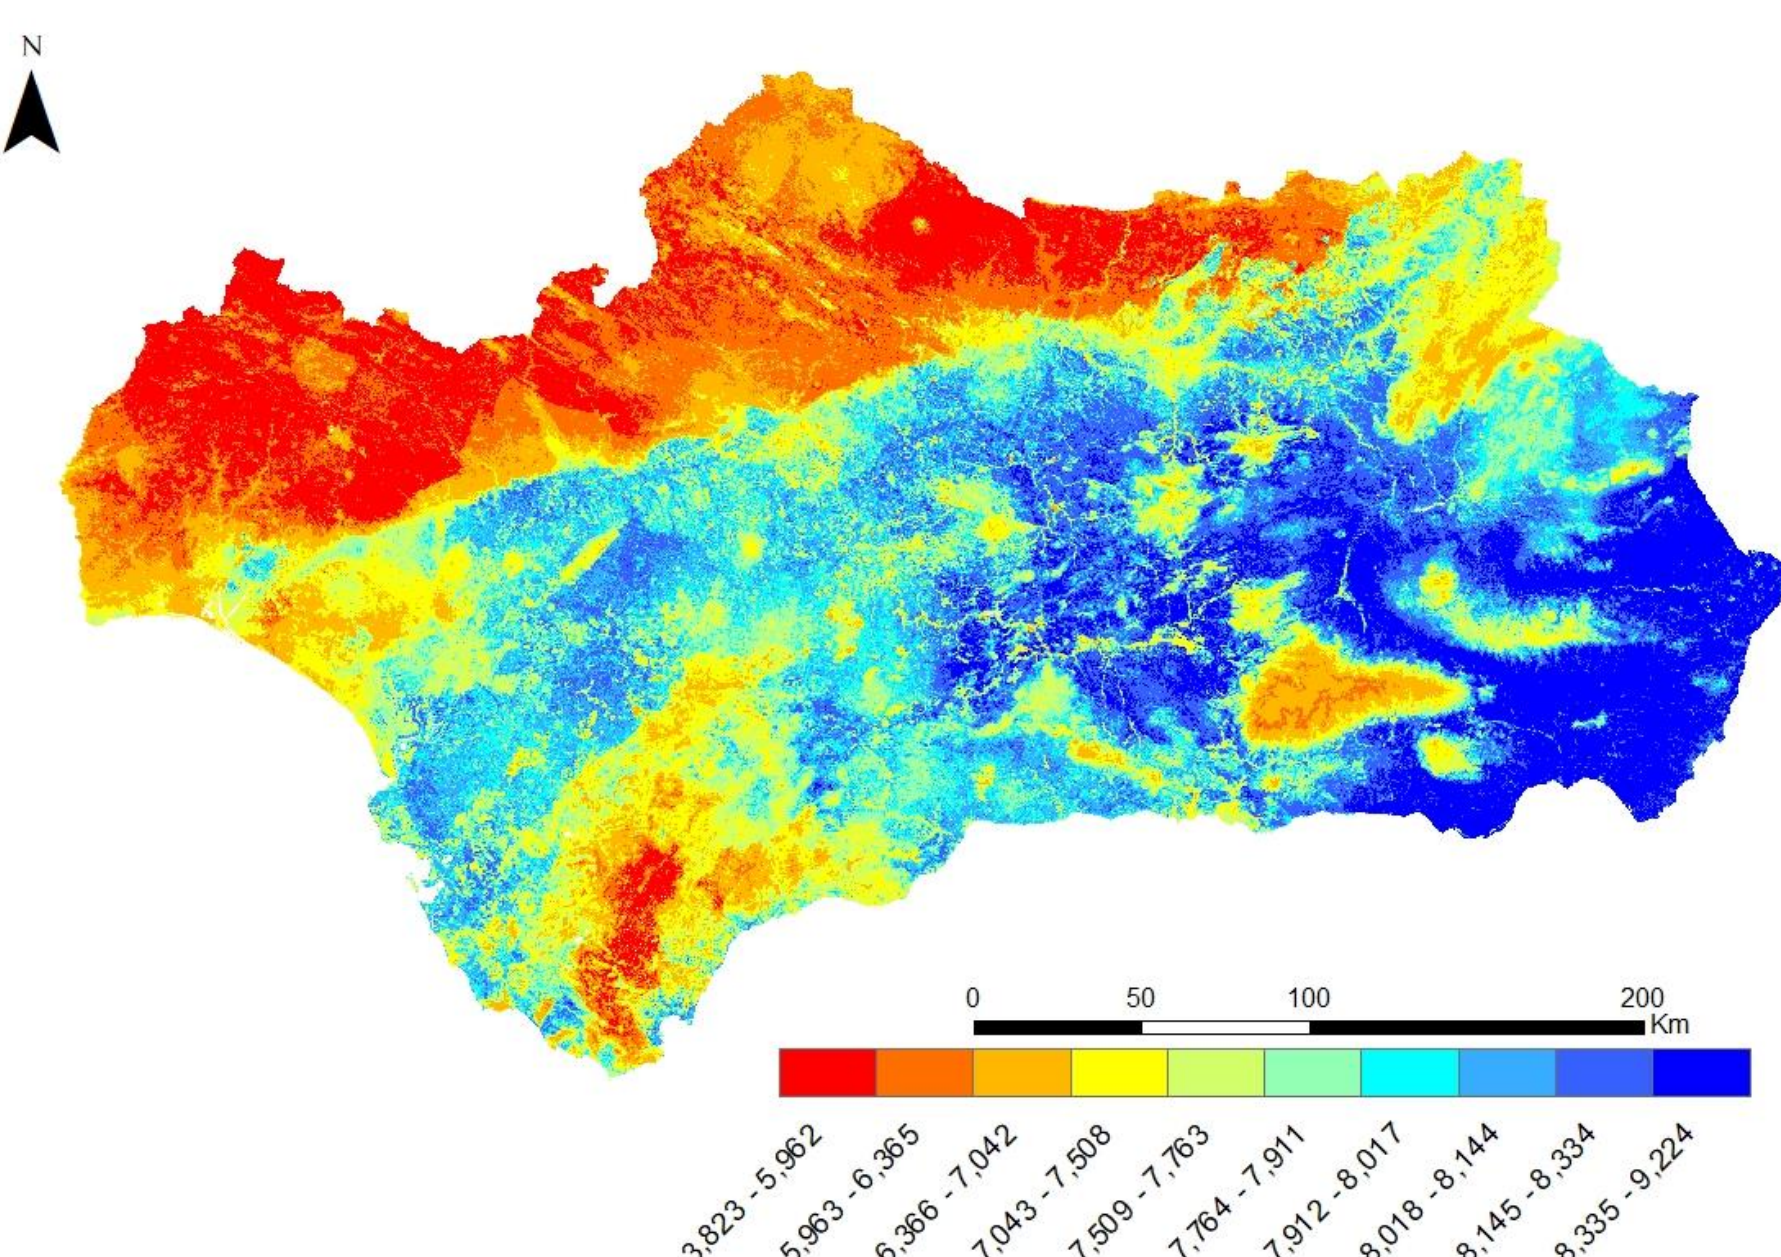 N
0 50 100 200
Km
3,823 - 5,962
5,963 - 6,365
6,366 - 7,042
7,043 - 7,508
7,509 - 7,763
7,764 - 7,911
7,912 - 8,017
8,018 - 8,144
8,145 - 8,334
8,335 - 9,224